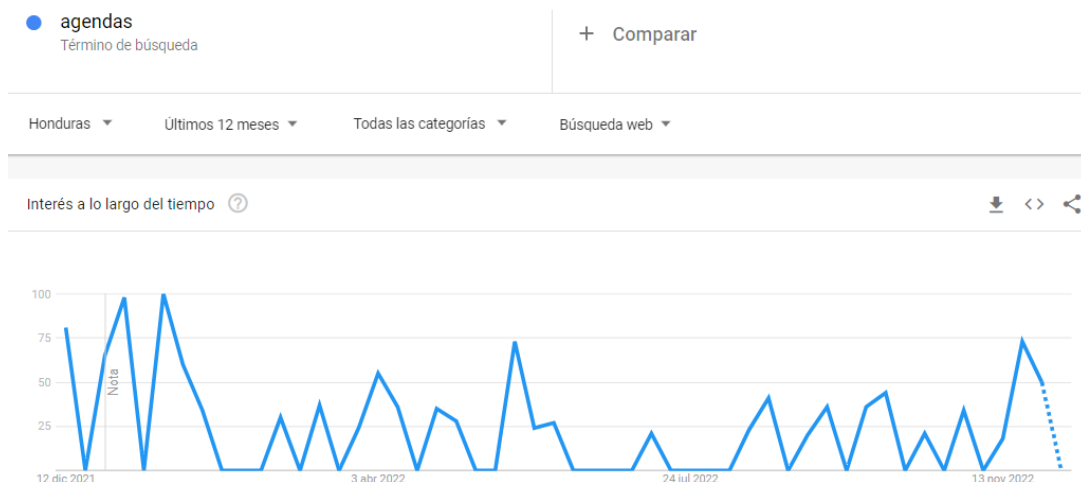 agendas
Término de búsqueda
+ Comparar
Honduras
Últimos 12 meses
Todas las categorías
Búsqueda web
Interés a lo largo del tiempo ?
<>
100
75
50
25
Nota
12 dic 2021
3 abr 2022
24 jul 2022
13 nov 2022